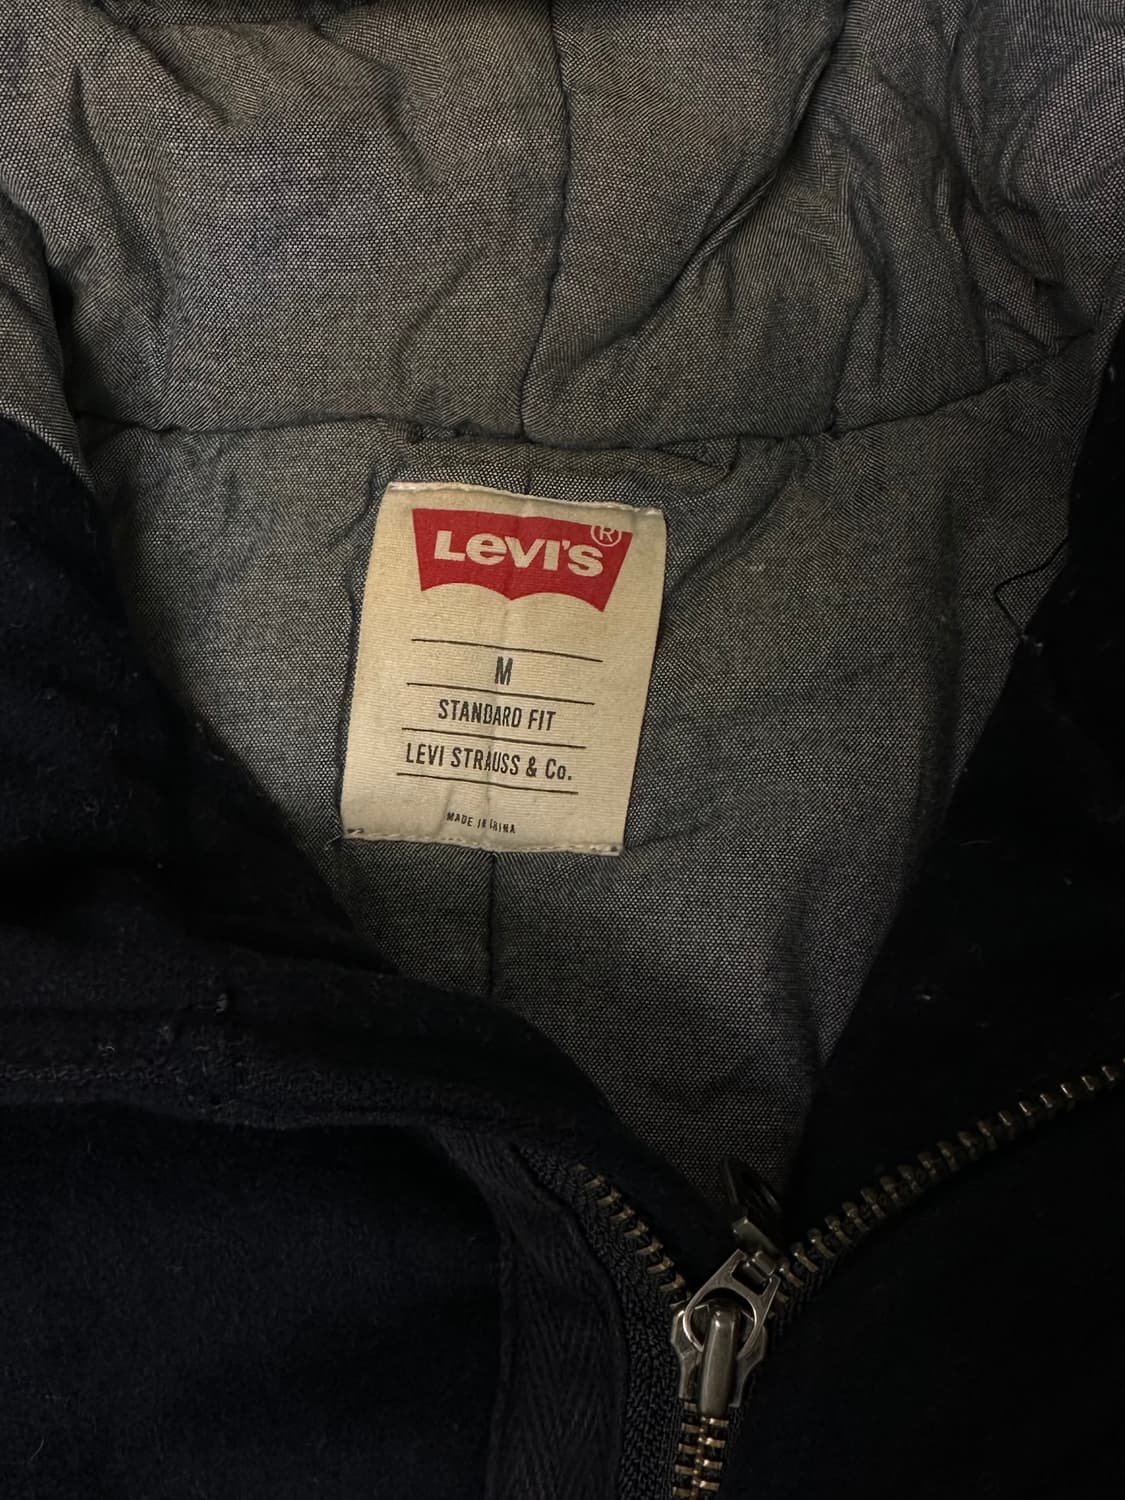 Levi's®
M
STANDARD FIT
LEVI STRAUSS & Co.
MADE IN CHINA